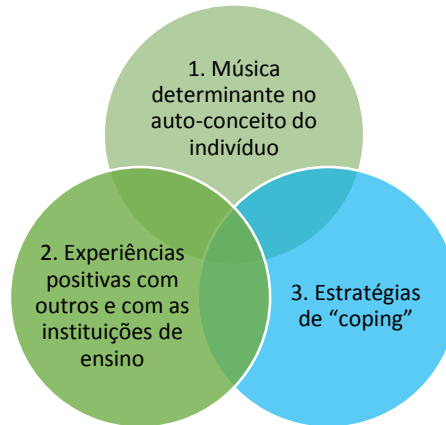 1. Música
determinante no
auto-conceito do
indivíduo
2. Experiências
positivas com
outros e com as
instituições de
ensino
3. Estratégias
de “coping”